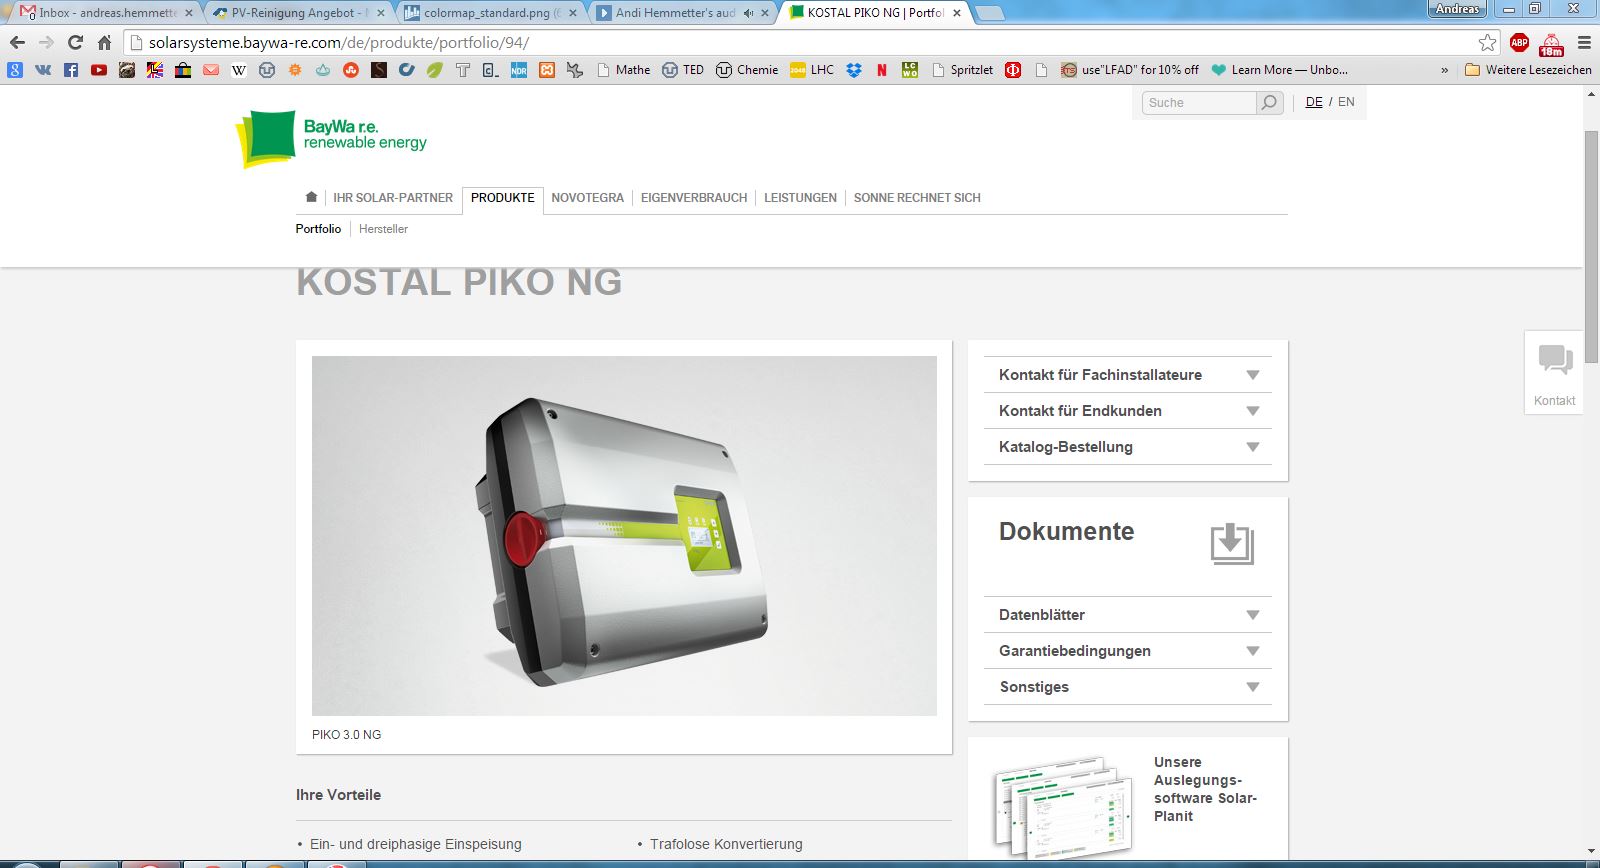 Inbox - andreas.hemmette
PV-Reinigung Angebot -
colormap_standard.png (6
Andi Hemmetter's aud
KOSTAL PIKO NG | Portfol
Andreas
solarsysteme.baywa-re.com/de/produkte/portfolio/94/
ABP
18m
Mathe
TED
Chemie
LHC
Spritzlet
use"LFAD" for 10% off
Learn More — Unbo...
»
Weitere Lesezeichen
Suche
DE / EN
BayWa r.e.
renewable energy
IHR SOLAR-PARTNER
PRODUKTE
NOVOTEGRA
EIGENVERBRAUCH
LEISTUNGEN
SONNE RECHNET SICH
Portfolio
Hersteller
KOSTAL PIKO NG
Kontakt für Fachinstallateure
Kontakt für Endkunden
Katalog-Bestellung
Kontakt
Dokumente
Datenblätter
Garantiebedingungen
Sonstiges
PIKO 3.0 NG
Unsere
Auslegungs-
software Solar-
Planit
Ihre Vorteile
• Ein- und dreiphasige Einspeisung
• Trafolose Konvertierung